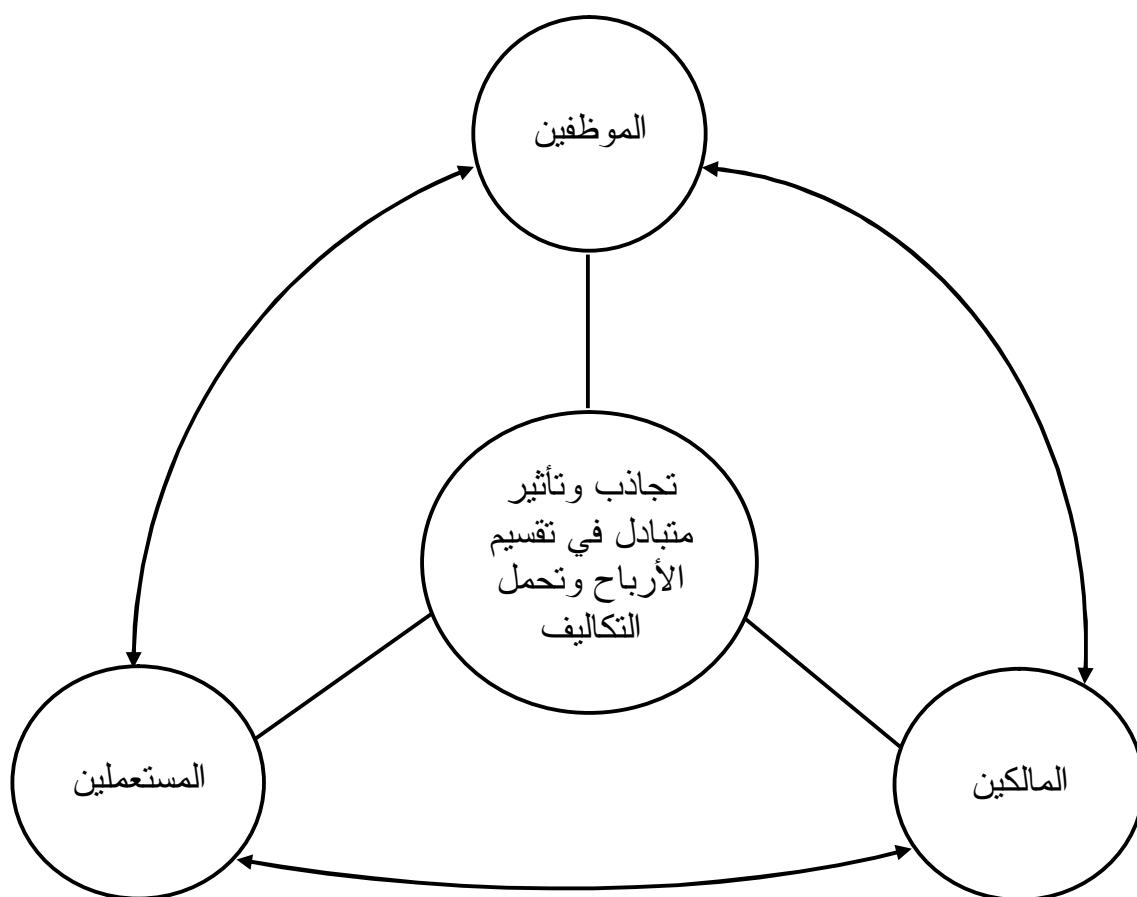 الموظفين
تجاذب وتأثير
متبادل في تقسيم
الأرباح وتحمل
التكاليف
المالكين
المستعملين